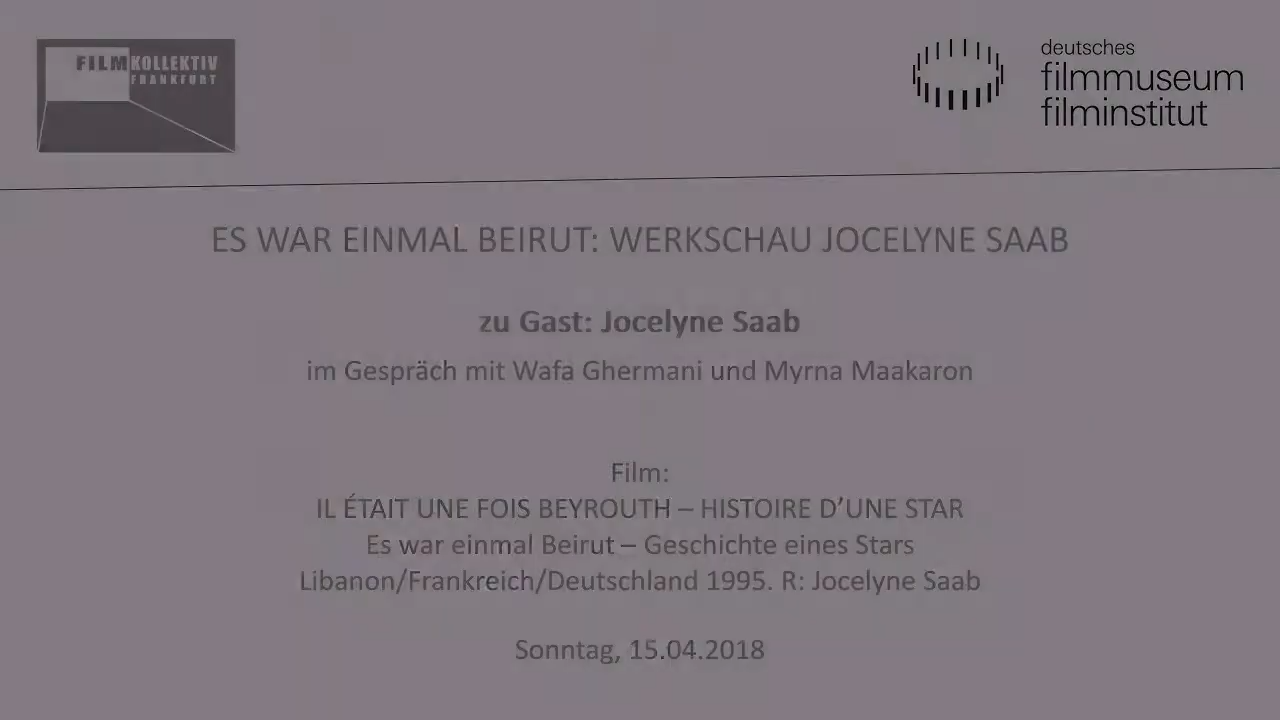 FILMKOLLEKTIV
FRANKFURT
deutsches
filmmuseum
filminstitut
ES WAR EINMAL BEIRUT: WERKSCHAU JOCELYNE SAAB
zu Gast: Jocelyne Saab
im Gespräch mit Wafa Ghermani und Myrna Maakaron
Film:
IL ÉTAIT UNE FOIS BEYROUTH – HISTOIRE D’UNE STAR
Es war einmal Beirut – Geschichte eines Stars
Libanon/Frankreich/Deutschland 1995. R: Jocelyne Saab
Sonntag, 15.04.2018